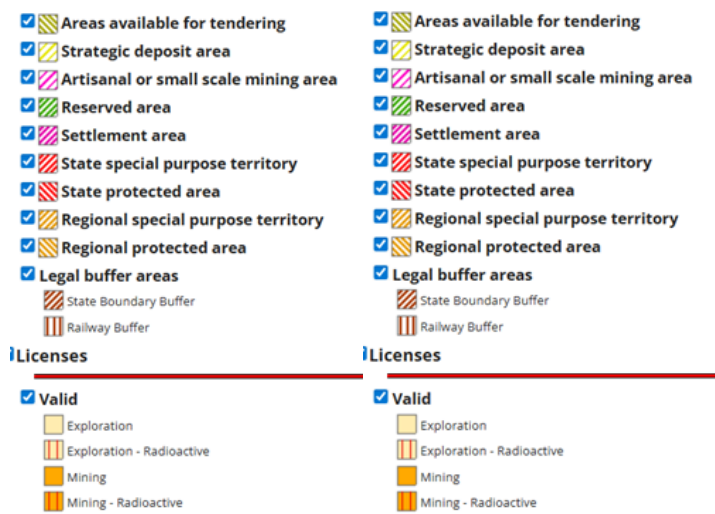 Areas available for tendering
Strategic deposit area
Artisanal or small scale mining area
Reserved area
Settlement area
State special purpose territory
State protected area
Regional special purpose territory
Regional protected area
Legal buffer areas
State Boundary Buffer
Railway Buffer
Licenses
Valid
Exploration
Exploration - Radioactive
Mining
Mining - Radioactive
Areas available for tendering
Strategic deposit area
Artisanal or small scale mining area
Reserved area
Settlement area
State special purpose territory
State protected area
Regional special purpose territory
Regional protected area
Legal buffer areas
State Boundary Buffer
Railway Buffer
Licenses
Valid
Exploration
Exploration - Radioactive
Mining
Mining - Radioactive